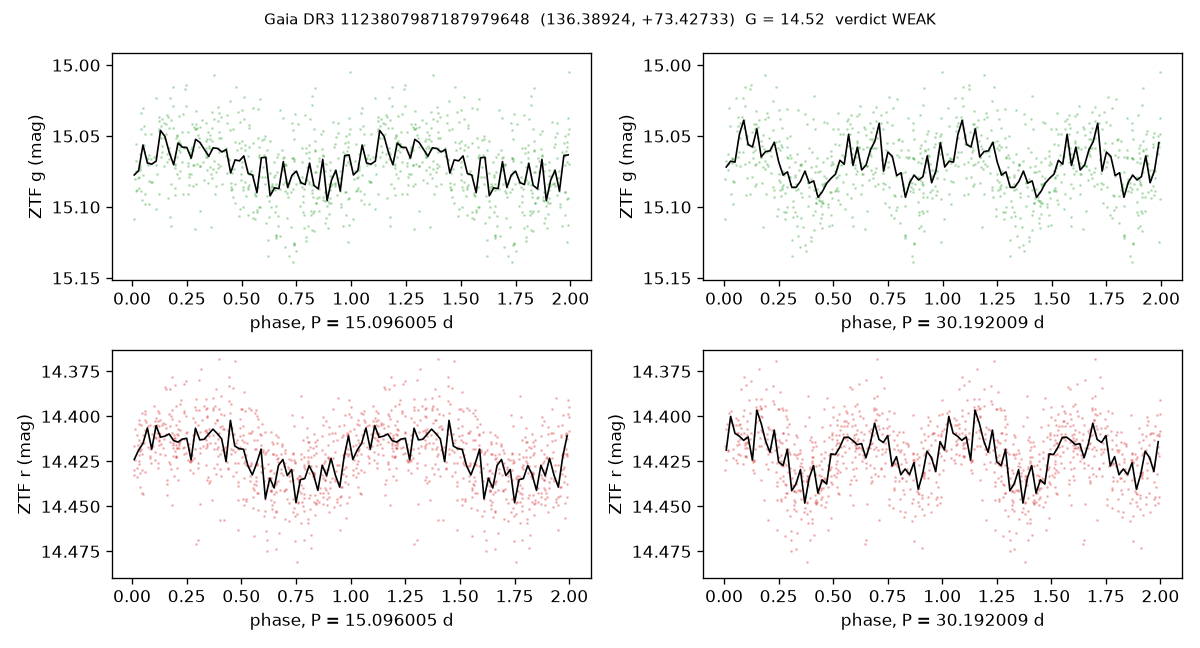 Gaia DR3 1123807987187979648  (136.38924, +73.42733)  G = 14.52  verdict WEAK
ZTF g (mag)
15.00
15.05
15.10
15.15
0.00 0.25 0.50 0.75 1.00 1.25 1.50 1.75 2.00
phase, P = 15.096005 d
ZTF g (mag)
15.00
15.05
15.10
15.15
0.00 0.25 0.50 0.75 1.00 1.25 1.50 1.75 2.00
phase, P = 30.192009 d
ZTF r (mag)
14.375
14.400
14.425
14.450
14.475
0.00 0.25 0.50 0.75 1.00 1.25 1.50 1.75 2.00
phase, P = 15.096005 d
ZTF r (mag)
14.375
14.400
14.425
14.450
14.475
0.00 0.25 0.50 0.75 1.00 1.25 1.50 1.75 2.00
phase, P = 30.192009 d